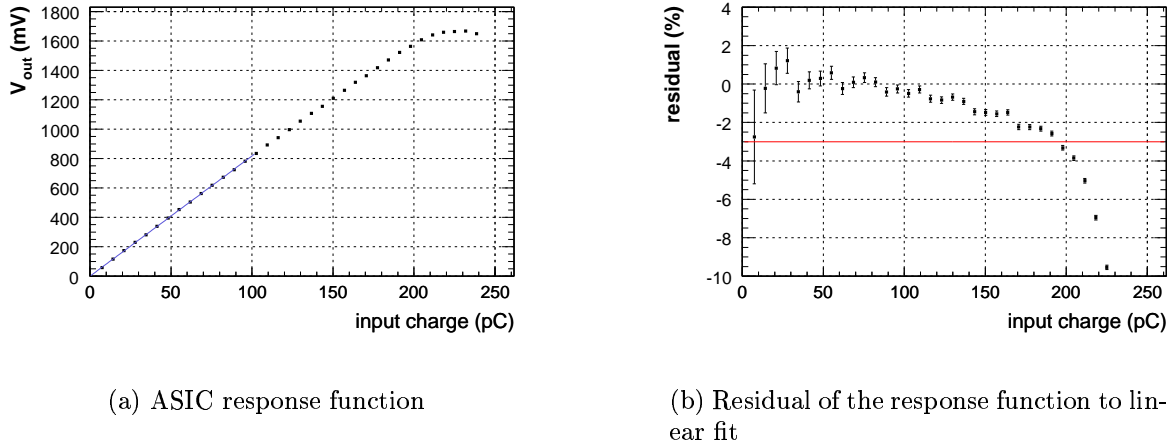 V_out (mV)
1600
1400
1200
1000
800
600
400
200
0
0 50 100 150 200 250
input charge (pC)
(a) ASIC response function
residual (%)
4
2
0
-2
-4
-6
-8
-10
0 50 100 150 200 250
input charge (pC)
(b) Residual of the response function to lin-
ear fit